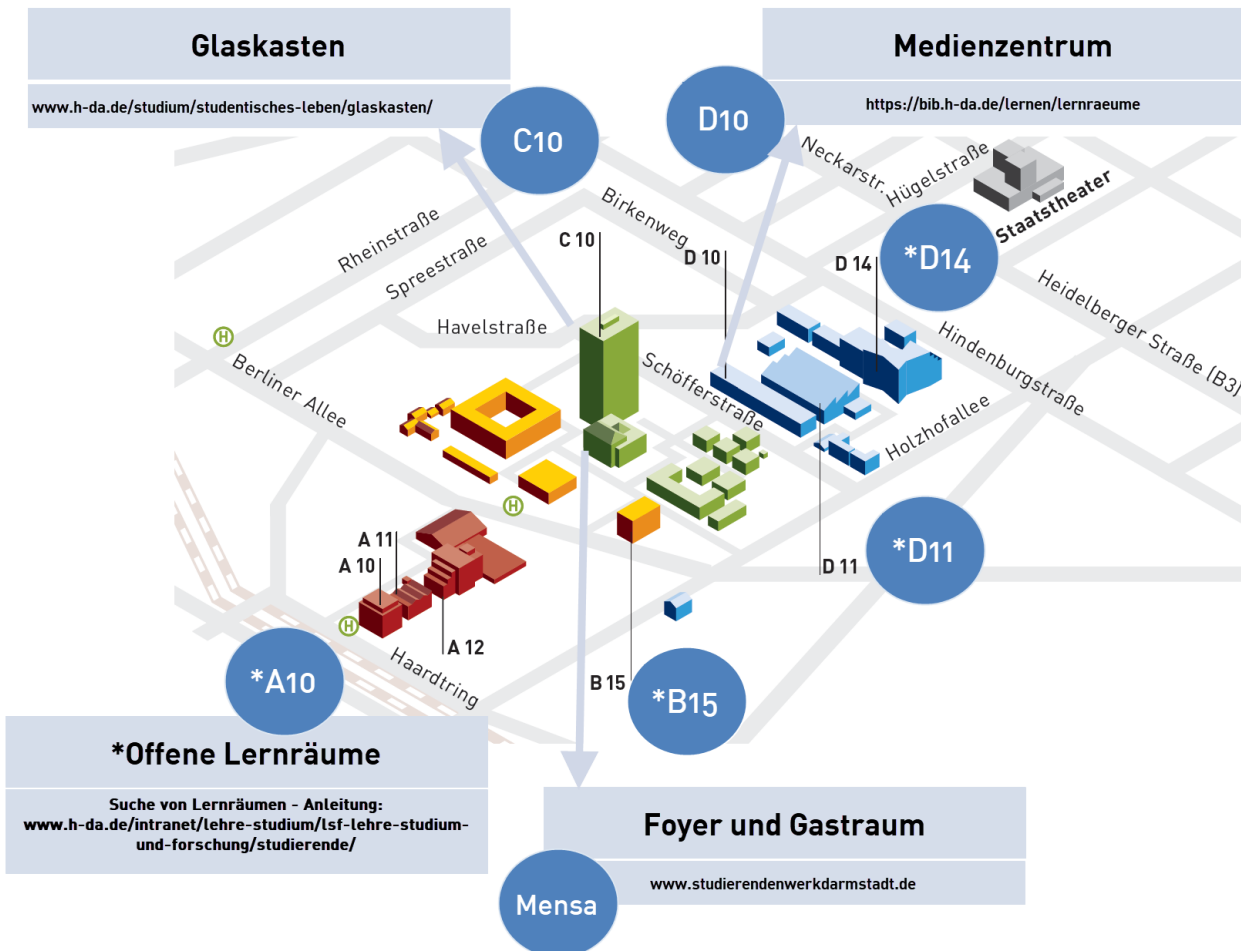 Glaskasten
www.h-da.de/studium/studentisches-leben/glaskasten/
C10
Medienzentrum
https://bib.h-da.de/lernen/lernraeume
D10
Neckarstr.
Hügelstraße
Staatstheater
*D14
Rheinstraße
Spreestraße
Birkenweg
C 10
D 10
D 14
Heidelberger Straße (B3)
Havelstraße
H
Berliner Allee
Schöfferstraße
Hindenburgstraße
Holzhofallee
H
A 11
A 10
D 11
*D11
H
A 12
Haardtring
*A10
B 15
*B15
*Offene Lernräume
Suche von Lernräumen - Anleitung:
www.h-da.de/intranet/lehre-studium/lsf-lehre-studium-
und-forschung/studierende/
Foyer und Gastraum
www.studierendenwerkdarmstadt.de
Mensa